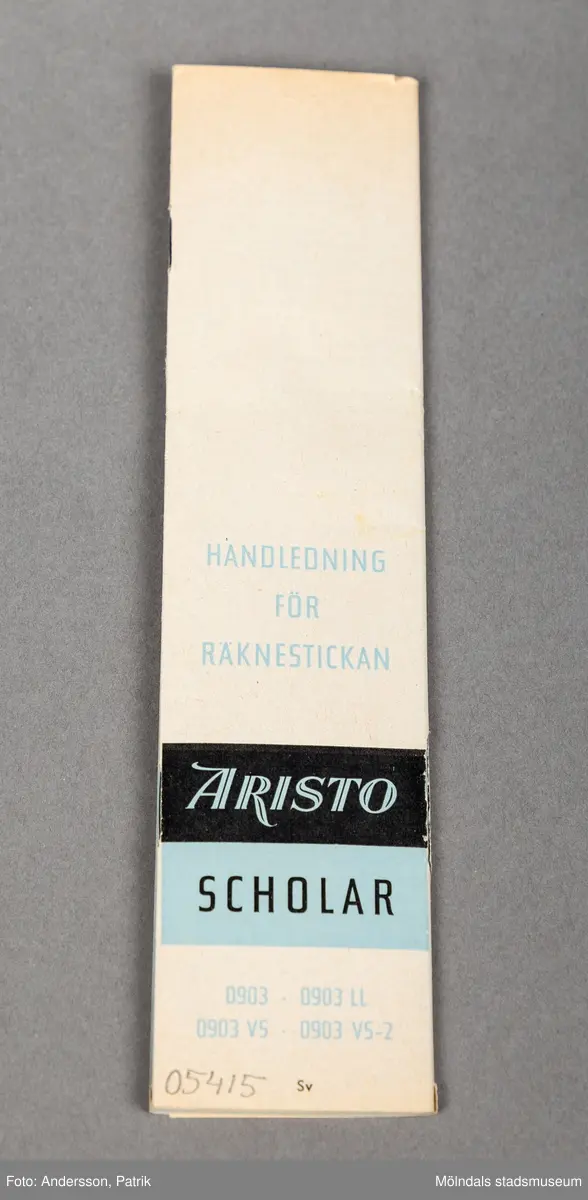 HANDLEDNING
FÖR
RÄKNESTICKAN
ARISTO
SCHOLAR
0903 - 0903 LL
0903 VS - 0903 VS-2
05415 Sv
Foto: Andersson, Patrik Mölndals stadsmuseum